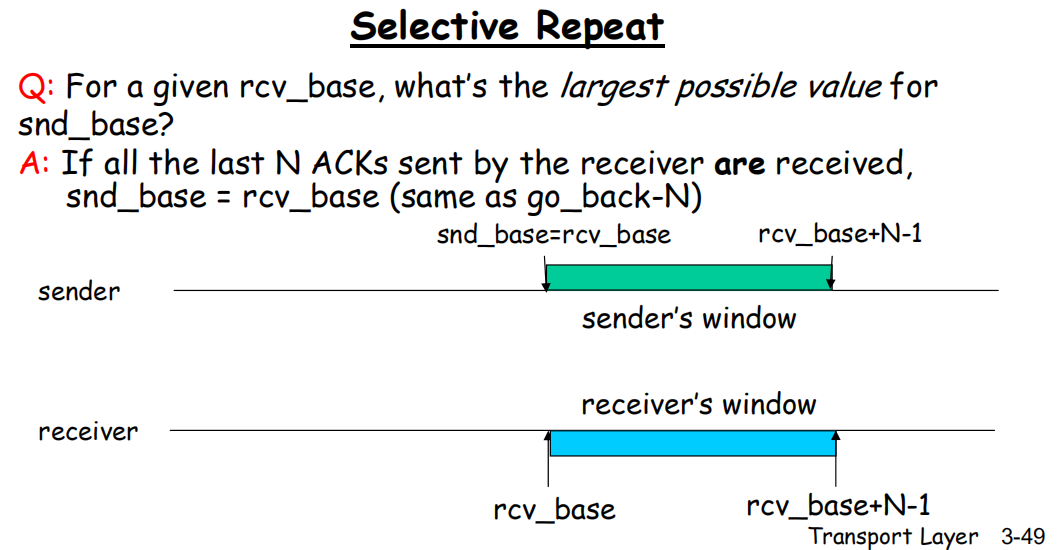 Selective Repeat
Q: For a given rcv_base, what's the largest possible value for
snd_base?
A: If all the last N ACKs sent by the receiver are received,
snd_base = rcv_base (same as go_back-N)
snd_base=rcv_base rcv_base+N-1
sender
sender's window
receiver's window
receiver
rcv_base rcv_base+N-1
Transport Layer 3-49